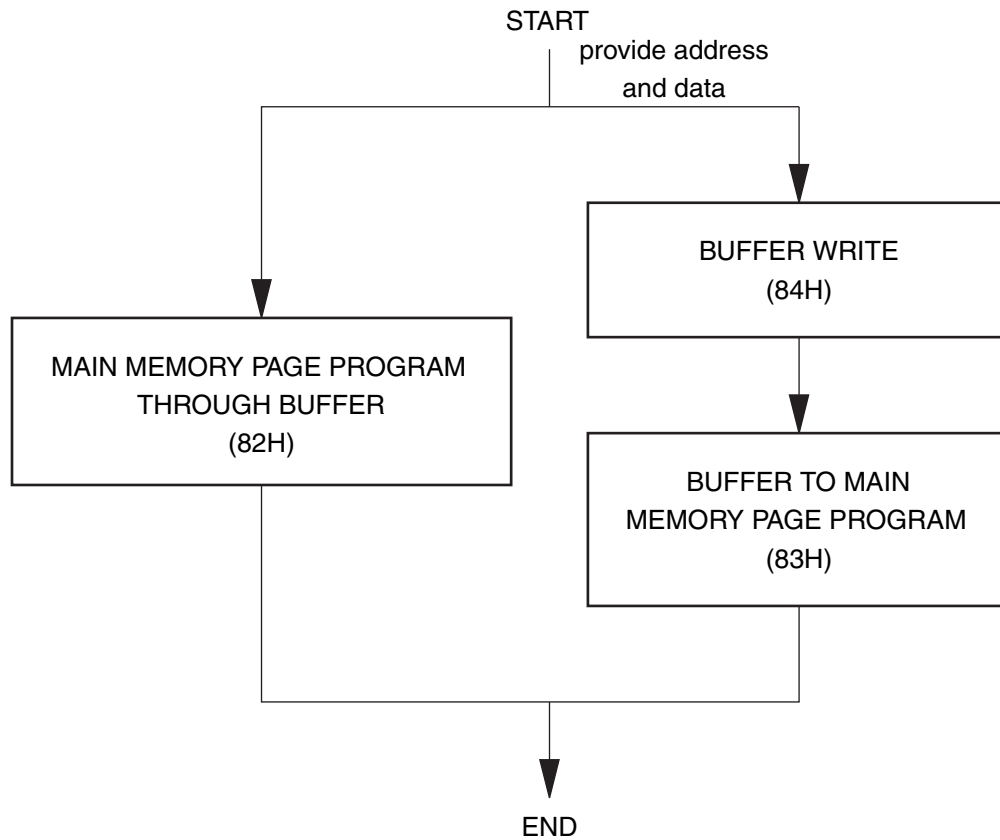 START
provide address
and data
BUFFER WRITE
(84H)
MAIN MEMORY PAGE PROGRAM
THROUGH BUFFER
(82H)
BUFFER TO MAIN
MEMORY PAGE PROGRAM
(83H)
END